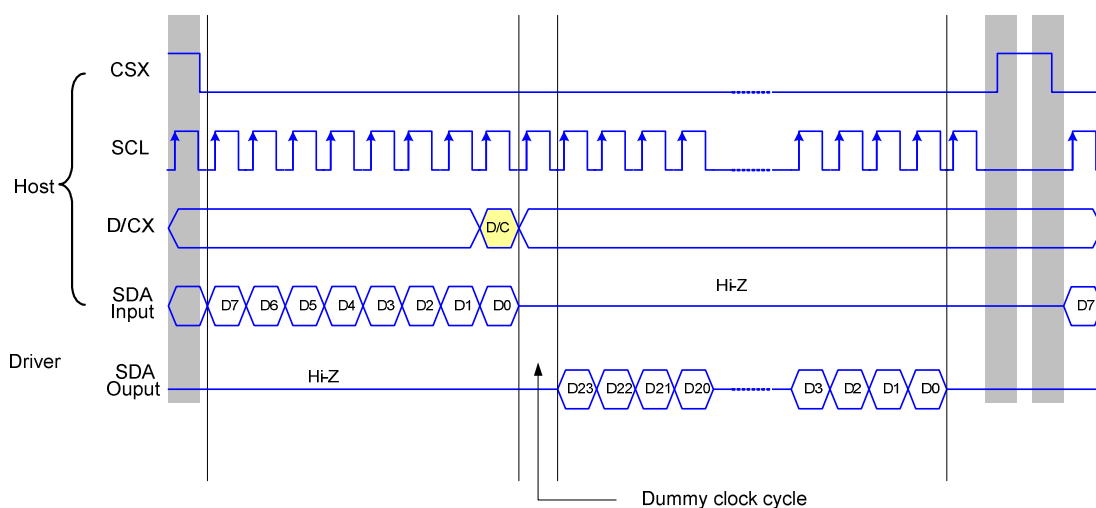 CSX
SCL
Host
D/CX
D/C
SDA
Input
D7 D6 D5 D4 D3 D2 D1 D0
Hi-Z
D7
Driver
SDA
Ouput
Hi-Z
D23 D22 D21 D20
D3 D2 D1 D0
Dummy clock cycle